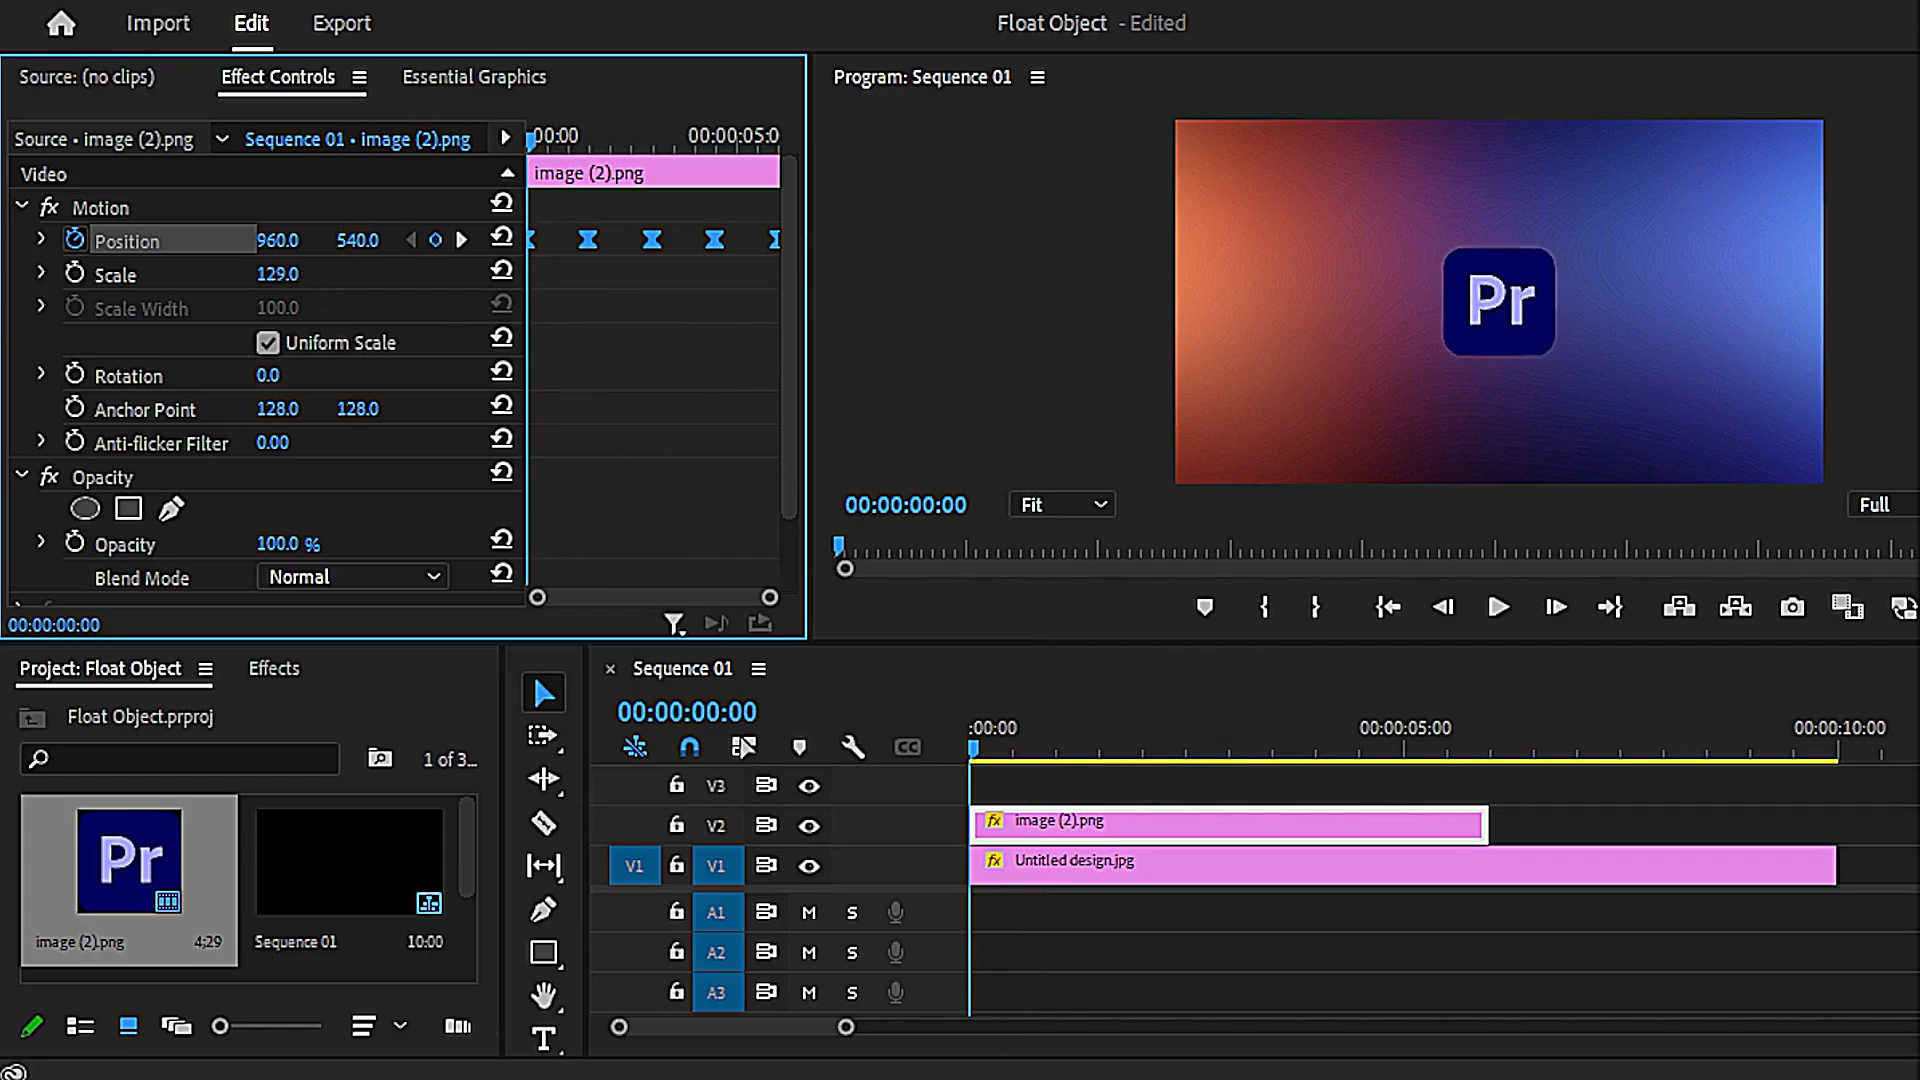 Import Edit Export Float Object - Edited
Source: (no clips) Effect Controls Essential Graphics Program: Sequence 01
Source • image (2).png Sequence 01 • image (2).png 00:00 00:00:05:0
Video image (2).png
fx Motion
Position 960.0 540.0
Scale 129.0
Scale Width 100.0
Uniform Scale
Rotation 0.0
Anchor Point 128.0 128.0
Anti-flicker Filter 0.00
fx Opacity
Opacity 100.0 %
Blend Mode Normal
00:00:00:00
Pr
00:00:00:00 Fit Full
Project: Float Object Effects
Float Object.prproj
1 of 3...
Pr
image (2).png 4;29 Sequence 01 10:00
T
× Sequence 01
00:00:00:00
:00:00 00:00:05:00 00:00:10:00
CC
V3
V2 fx image (2).png
V1 V1 fx Untitled design.jpg
A1 M S
A2 M S
A3 M S